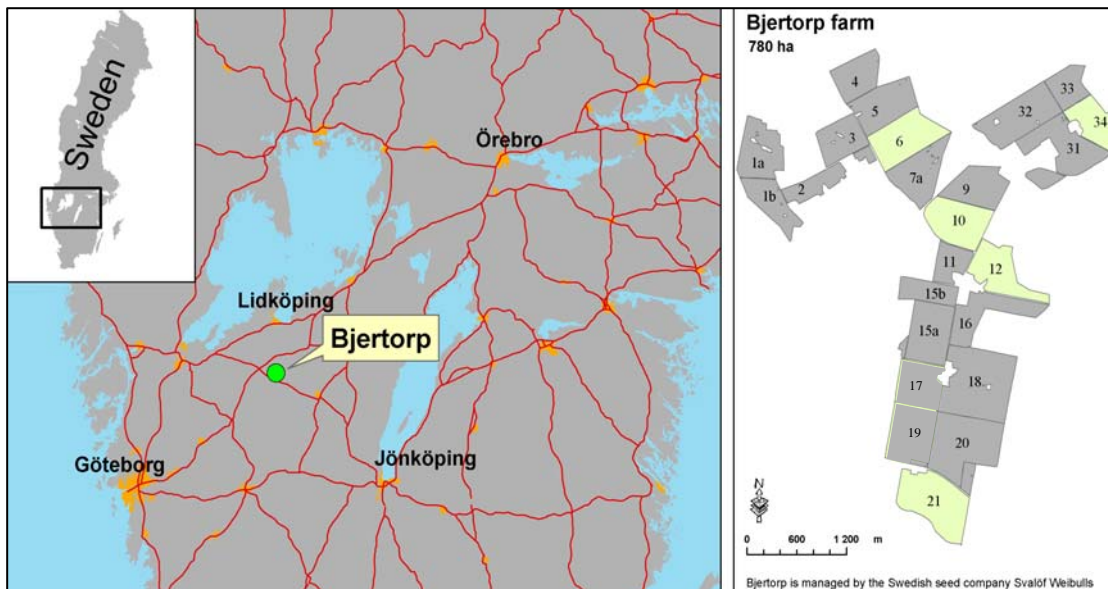 Sweden
Örebro
Lidköping
Bjertorp
Göteborg
Jönköping
Bjertorp farm
780 ha
4
33
5
32
34
3
6
31
1a
7a
2
9
1b
10
11
12
15b
15a
16
17
18
19
20
21
N
0 600 1 200 m
Bjertorp is managed by the Swedish seed company Svalöf Weibulls